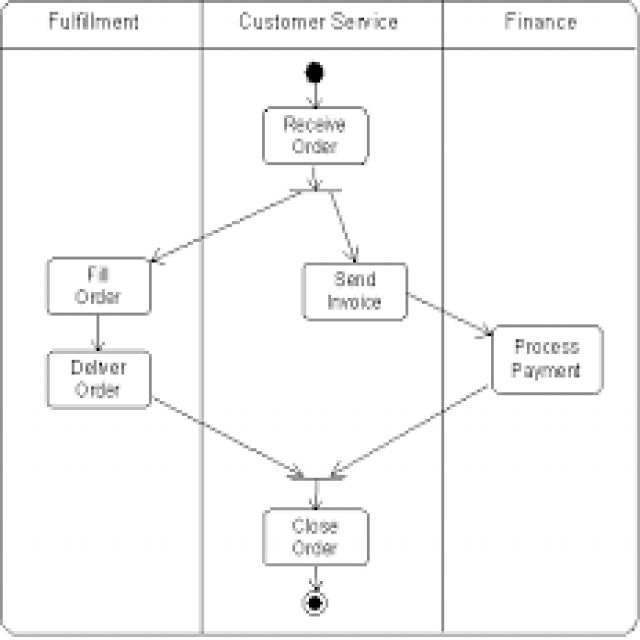 Fulfillment
Customer Service
Finance
Receive
Order
Fill
Order
Send
Invoice
Process
Payment
Deliver
Order
Close
Order